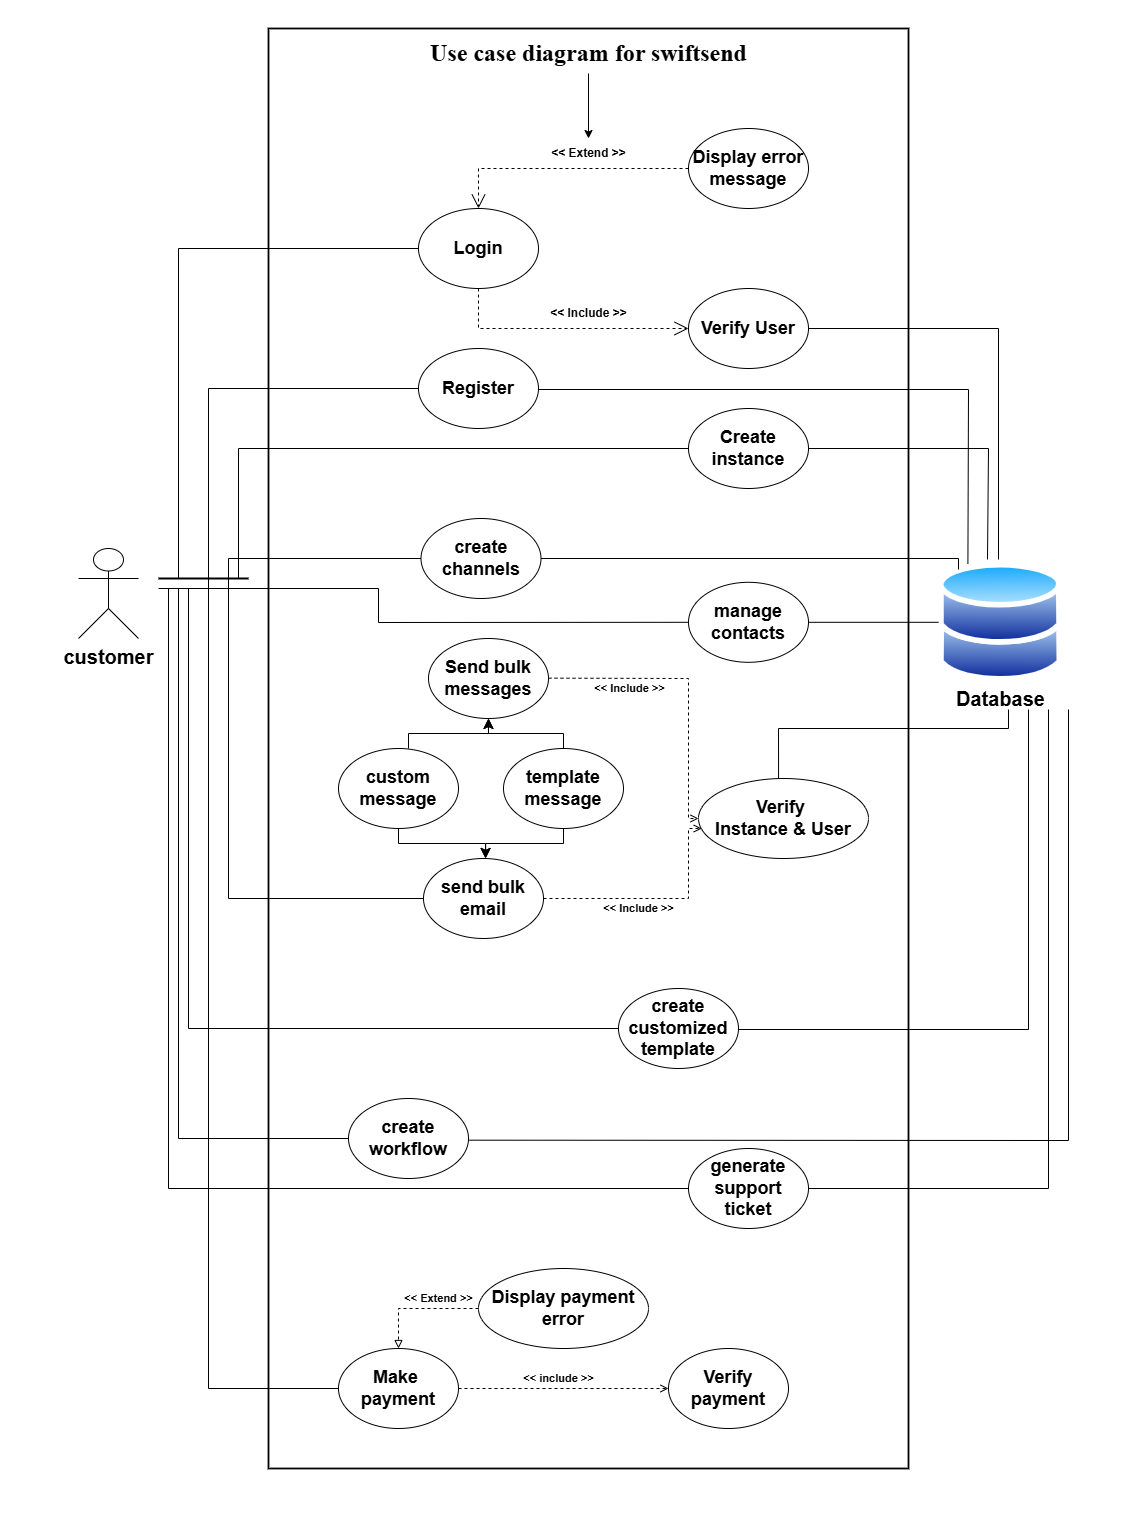 Use case diagram for swiftsend
<< Extend >>
Display error
message
Login
<< Include >>
Verify User
Register
Create
instance
create
channels
manage
contacts
customer
Send bulk
messages
<< Include >>
Database
custom
message
template
message
Verify
Instance & User
send bulk
email
<< Include >>
create
customized
template
create
workflow
generate
support
ticket
<< Extend >>
Display payment
error
Make
payment
<< include >>
Verify
payment